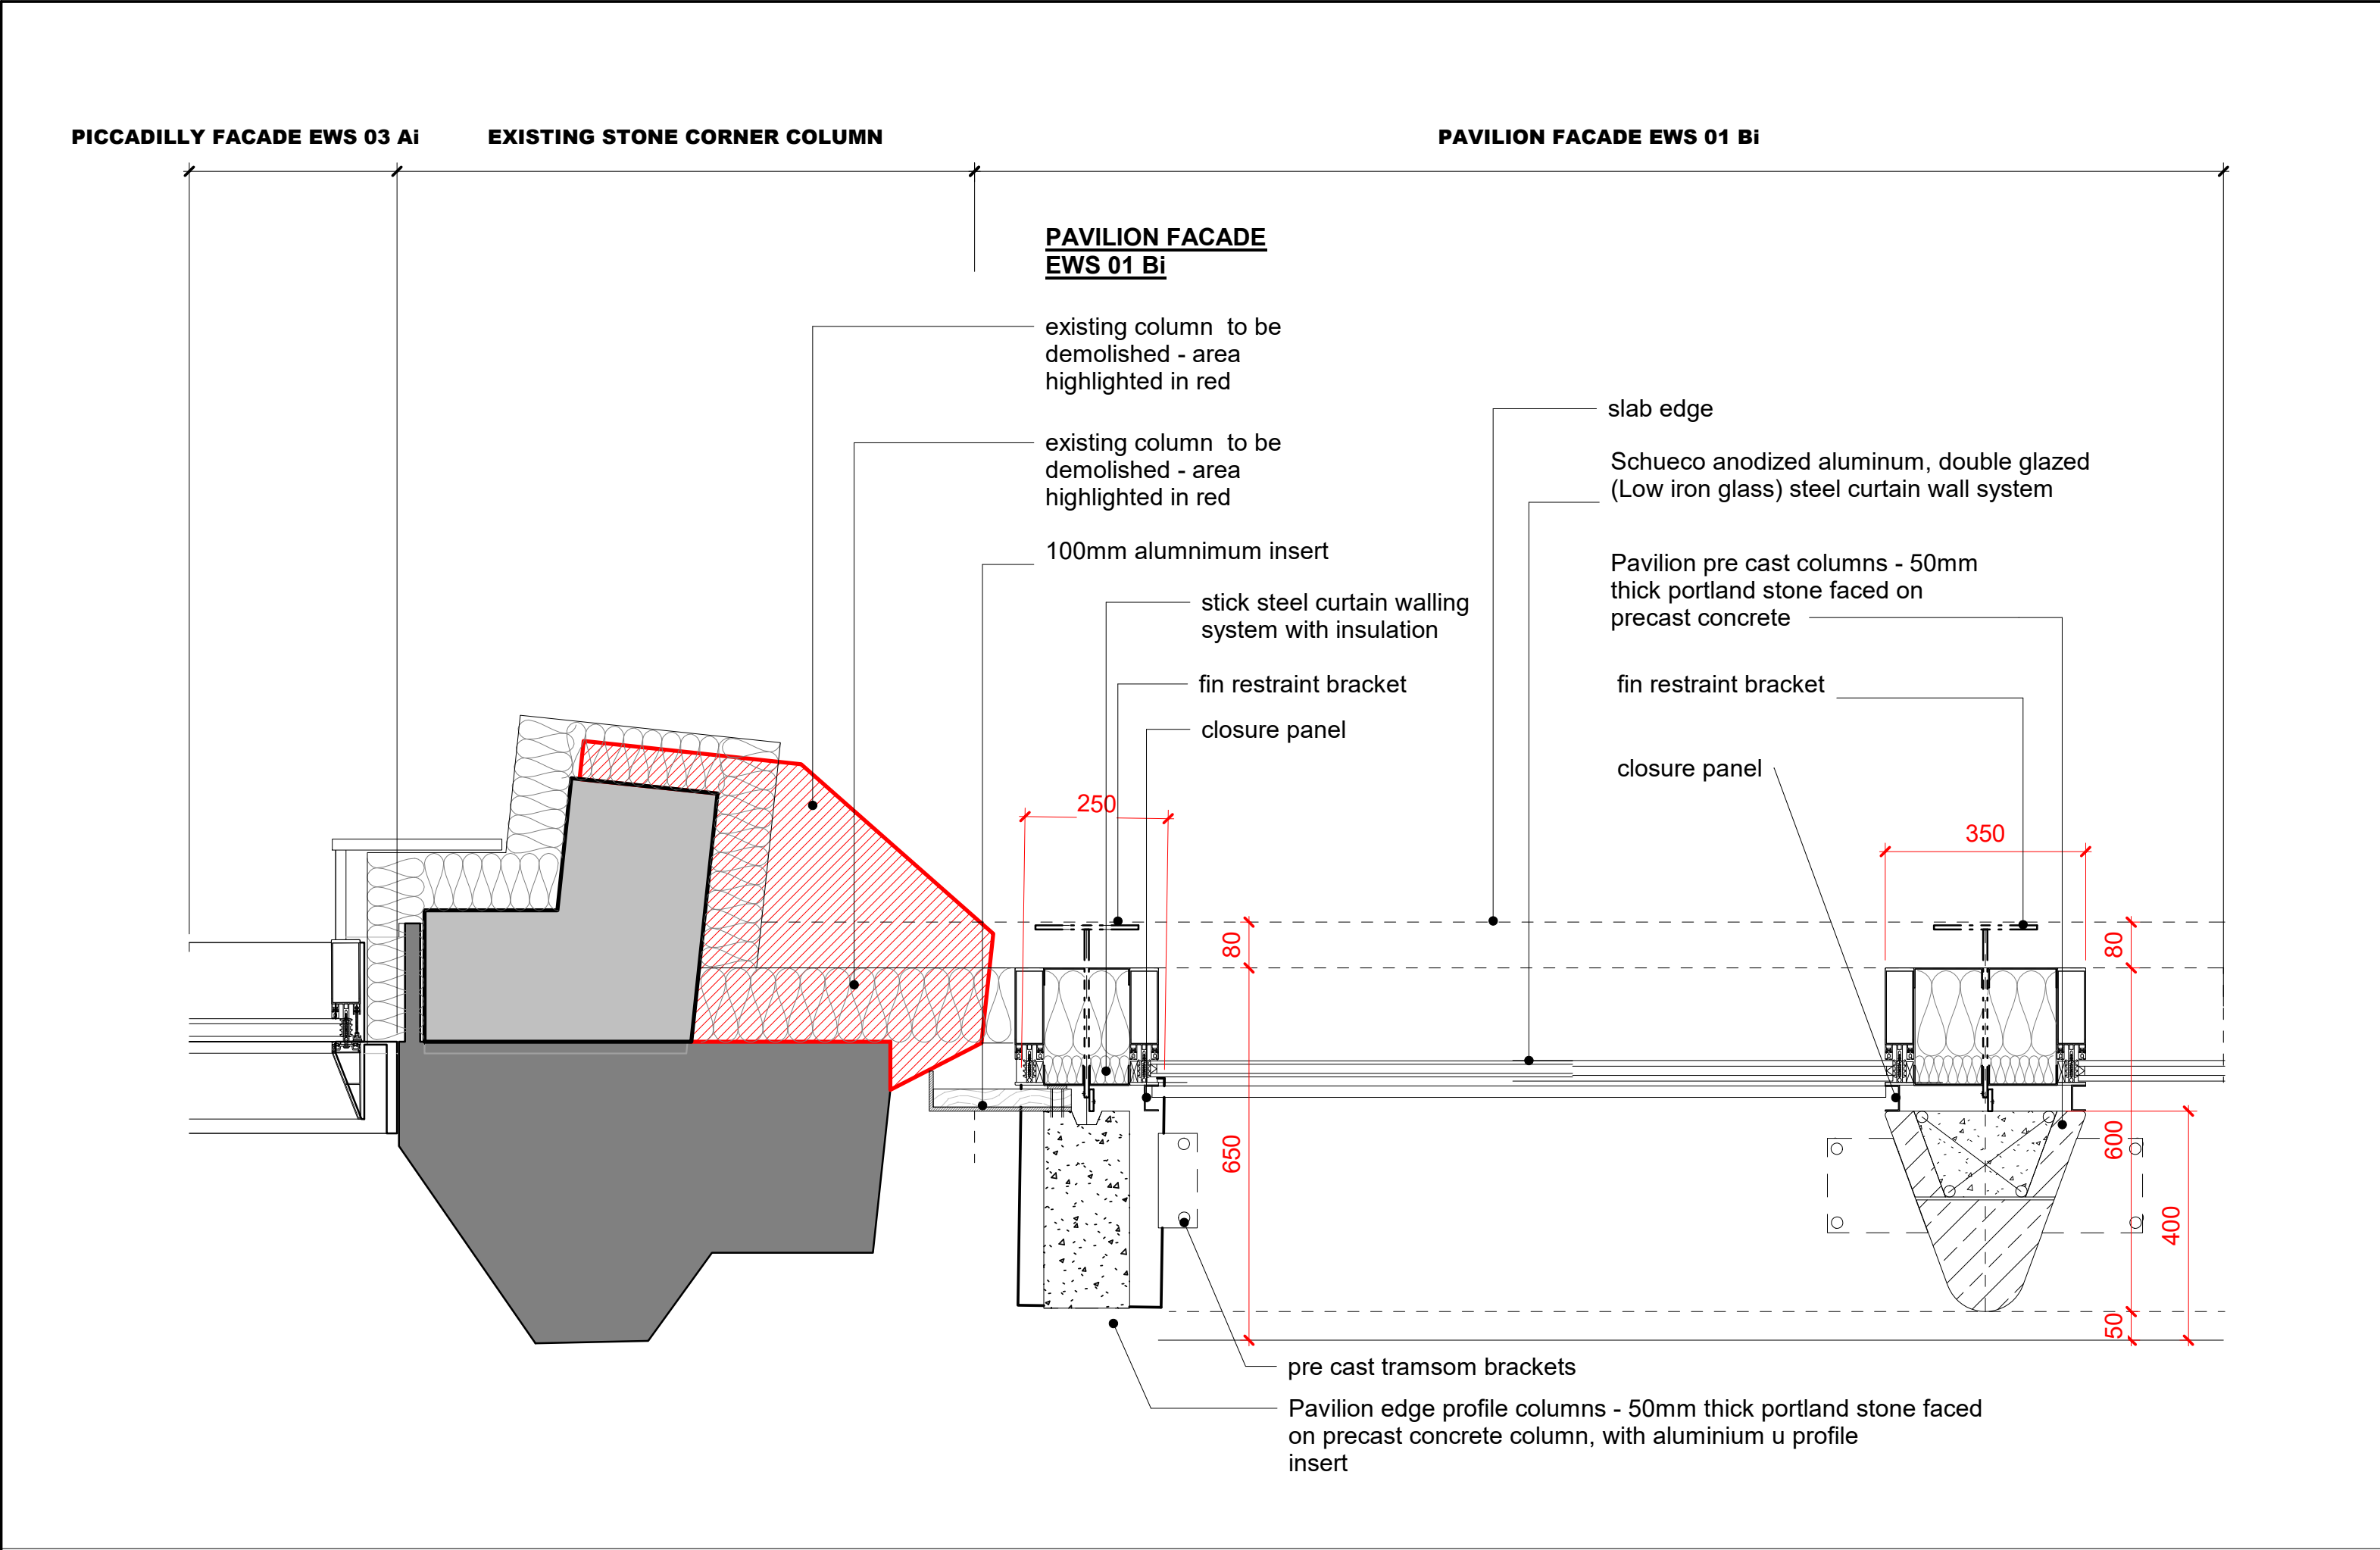 PICCADILLY FACADE EWS 03 Ai
EXISTING STONE CORNER COLUMN
PAVILION FACADE EWS 01 Bi
PAVILION FACADE
EWS 01 Bi
existing column  to be
demolished - area
highlighted in red
existing column  to be
demolished - area
highlighted in red
100mm alumnimum insert
stick steel curtain walling
system with insulation
fin restraint bracket
closure panel
slab edge
Schueco anodized aluminum, double glazed
(Low iron glass) steel curtain wall system
Pavilion pre cast columns - 50mm
thick portland stone faced on
precast concrete
fin restraint bracket
closure panel
250
350
80
80
650
600
400
50
pre cast tramsom brackets
Pavilion edge profile columns - 50mm thick portland stone faced
on precast concrete column, with aluminium u profile
insert